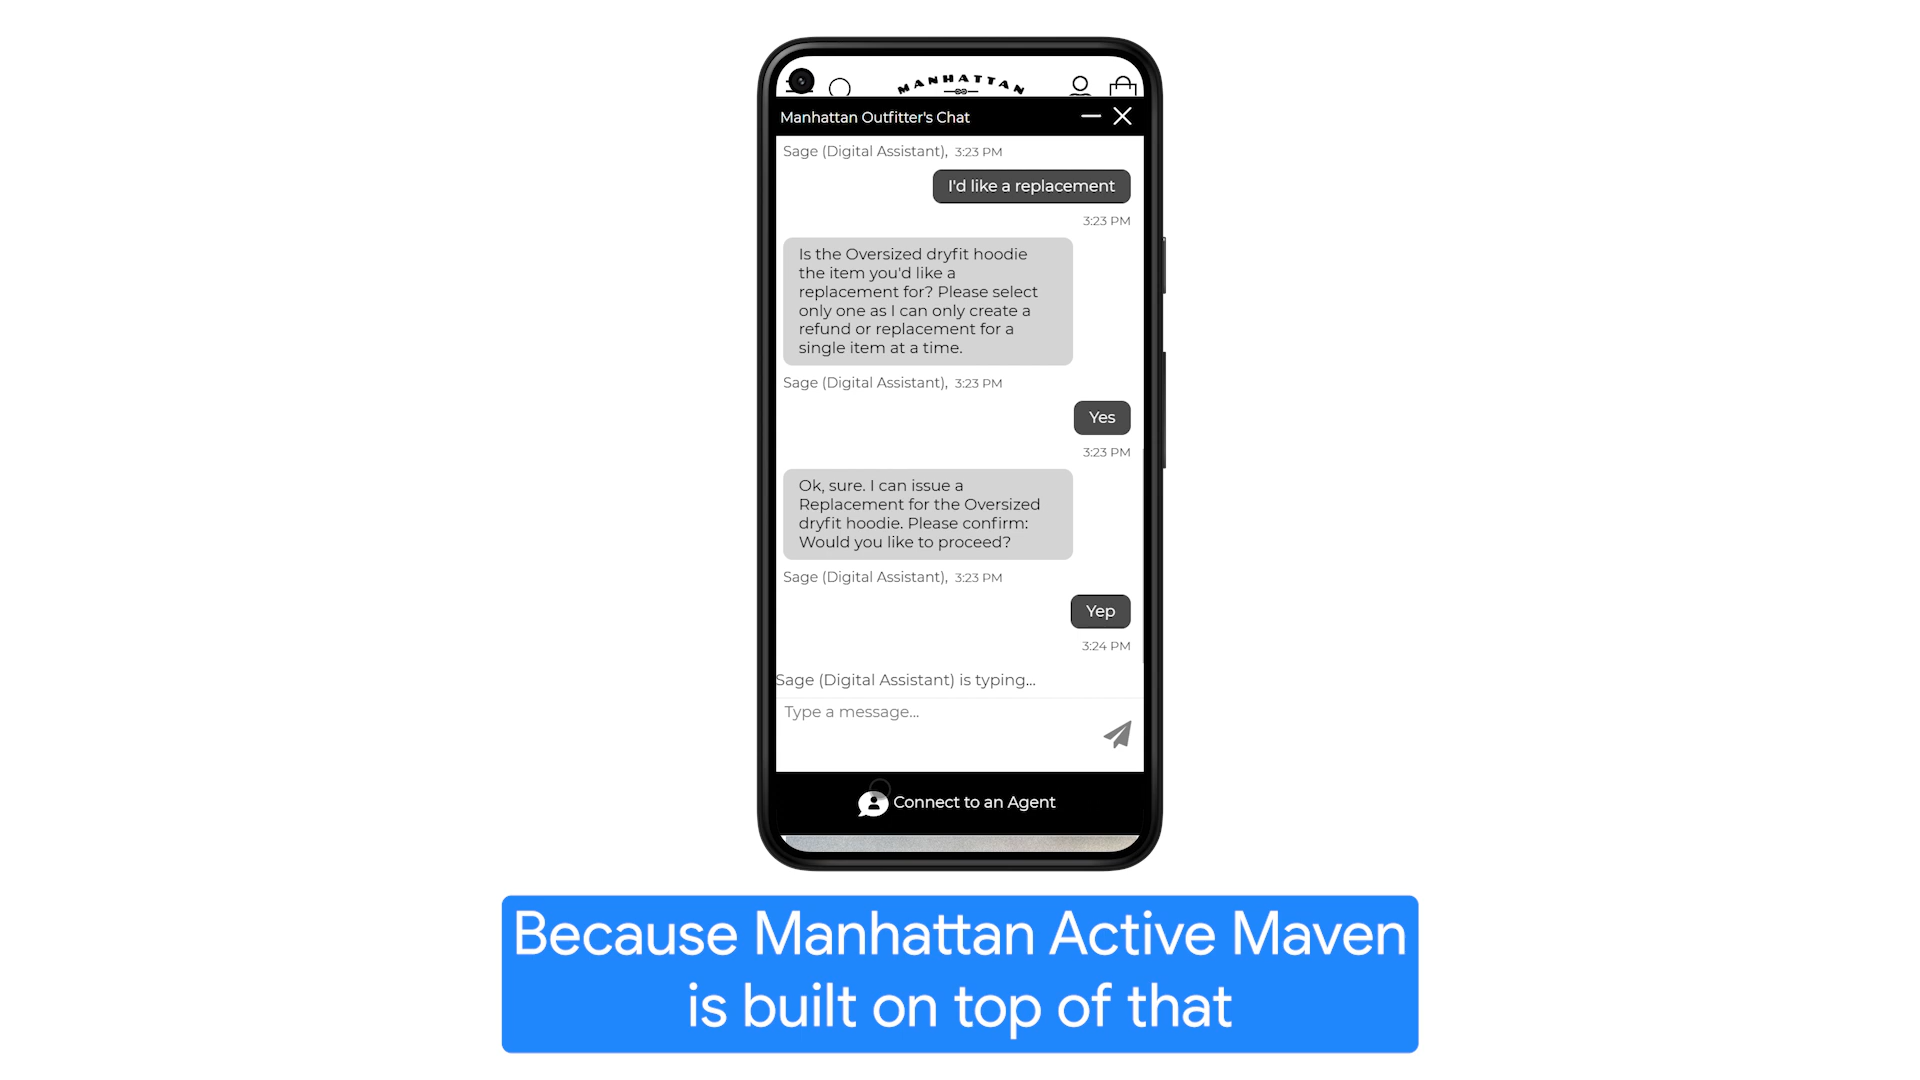 MANHATTAN
Manhattan Outfitter's Chat
Sage (Digital Assistant), 3:23 PM
I'd like a replacement
3:23 PM
Is the Oversized dryfit hoodie
the item you'd like a
replacement for? Please select
only one as I can only create a
refund or replacement for a
single item at a time.
Sage (Digital Assistant), 3:23 PM
Yes
3:23 PM
Ok, sure. I can issue a
Replacement for the Oversized
dryfit hoodie. Please confirm:
Would you like to proceed?
Sage (Digital Assistant), 3:23 PM
Yep
3:24 PM
Sage (Digital Assistant) is typing...
Type a message...
Connect to an Agent
Because Manhattan Active Maven
is built on top of that